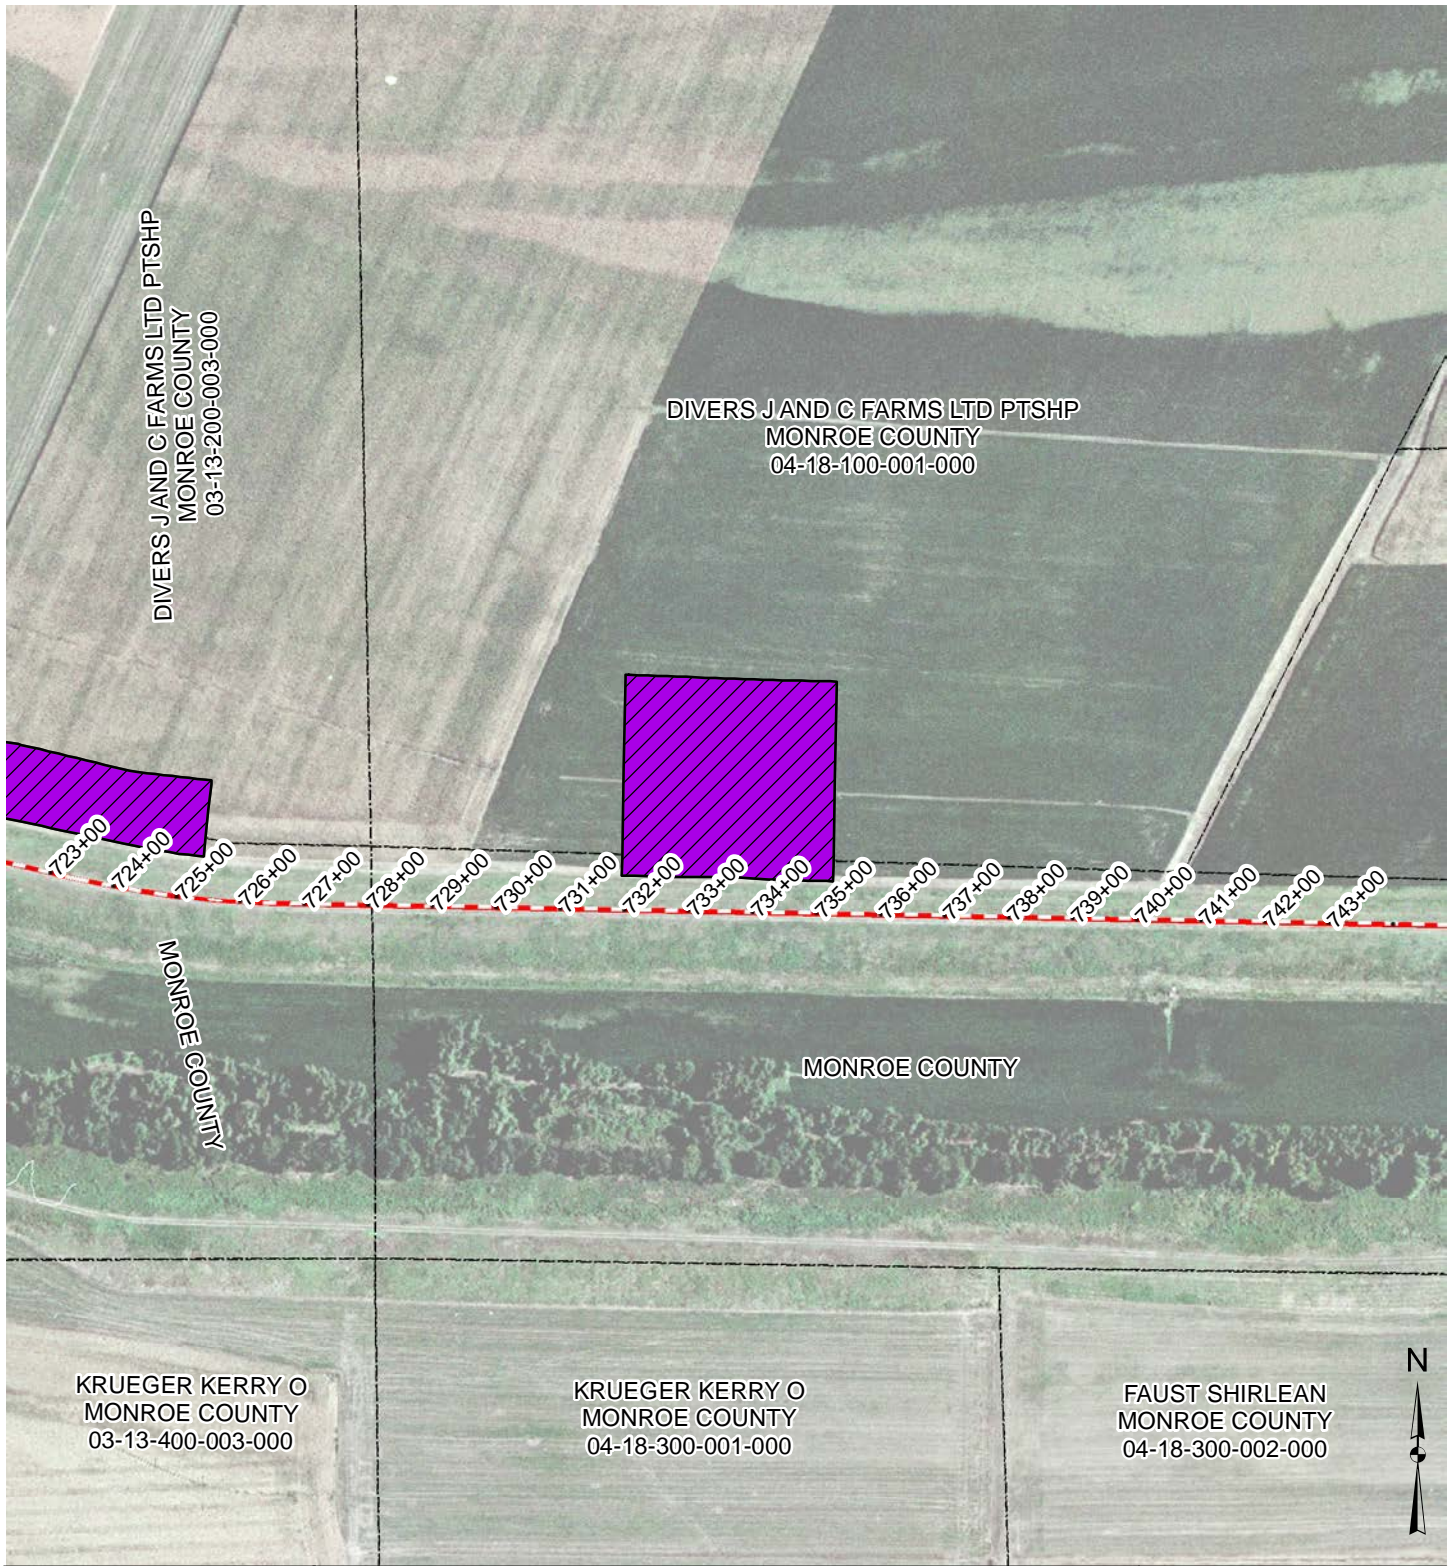 DIVERS J AND C FARMS LTD PTSHP
MONROE COUNTY
03-13-200-003-000
DIVERS J AND C FARMS LTD PTSHP
MONROE COUNTY
04-18-100-001-000
723+00
724+00
725+00
726+00
727+00
728+00
729+00
730+00
731+00
732+00
733+00
734+00
735+00
736+00
737+00
738+00
739+00
740+00
741+00
742+00
743+00
MONROE COUNTY
MONROE COUNTY
KRUEGER KERRY O
MONROE COUNTY
03-13-400-003-000
KRUEGER KERRY O
MONROE COUNTY
04-18-300-001-000
FAUST SHIRLEAN
MONROE COUNTY
04-18-300-002-000
N